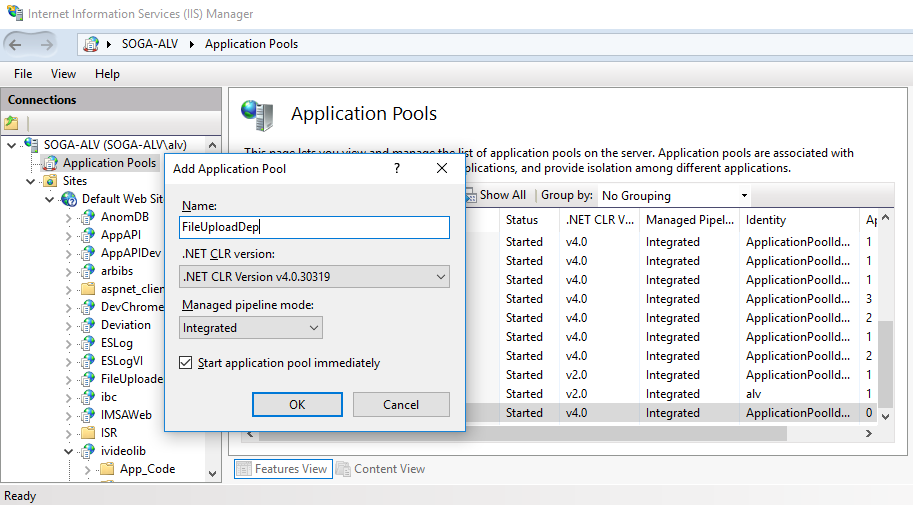 Internet Information Services (IIS) Manager
SOGA-ALV Application Pools
File View Help
Connections
SOGA-ALV (SOGA-ALV\alv)
Application Pools
Sites
Default Web Sit
AnomDB
AppAPI
AppAPIDev
arbibs
aspnet_clien
DevChrome
Deviation
ESLog
ESLogVI
FileUploade
ibc
IMSAWeb
ISR
ivideolib
App_Code
Application Pools
This page lets you view and manage the list of application pools on the server. Application pools are associated with
plications, and provide isolation among different applications.
Show All Group by: No Grouping
Status .NET CLR V... Managed Pipel... Identity Ap
Started v4.0 Integrated ApplicationPoolId... 1
Started v4.0 Integrated ApplicationPoolId... 1
Started v4.0 Integrated ApplicationPoolId... 1
Started v4.0 Integrated ApplicationPoolId... 3
Started v4.0 Integrated ApplicationPoolId... 2
Started v4.0 Integrated ApplicationPoolId... 1
Started v4.0 Integrated ApplicationPoolId... 2
Started v2.0 Integrated ApplicationPoolId... 1
Started v2.0 Integrated alv 1
Started v4.0 Integrated ApplicationPoolId... 0
Add Application Pool ?
Name:
FileUploadDep
.NET CLR version:
.NET CLR Version v4.0.30319
Managed pipeline mode:
Integrated
Start application pool immediately
OK Cancel
Features View Content View
Ready